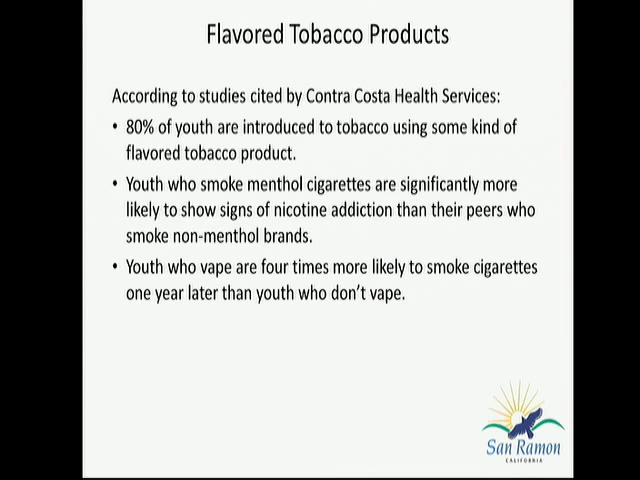 Flavored Tobacco Products
According to studies cited by Contra Costa Health Services:
• 80% of youth are introduced to tobacco using some kind of
flavored tobacco product.
• Youth who smoke menthol cigarettes are significantly more
likely to show signs of nicotine addiction than their peers who
smoke non-menthol brands.
• Youth who vape are four times more likely to smoke cigarettes
one year later than youth who don't vape.
San Ramon
CALIFORNIA